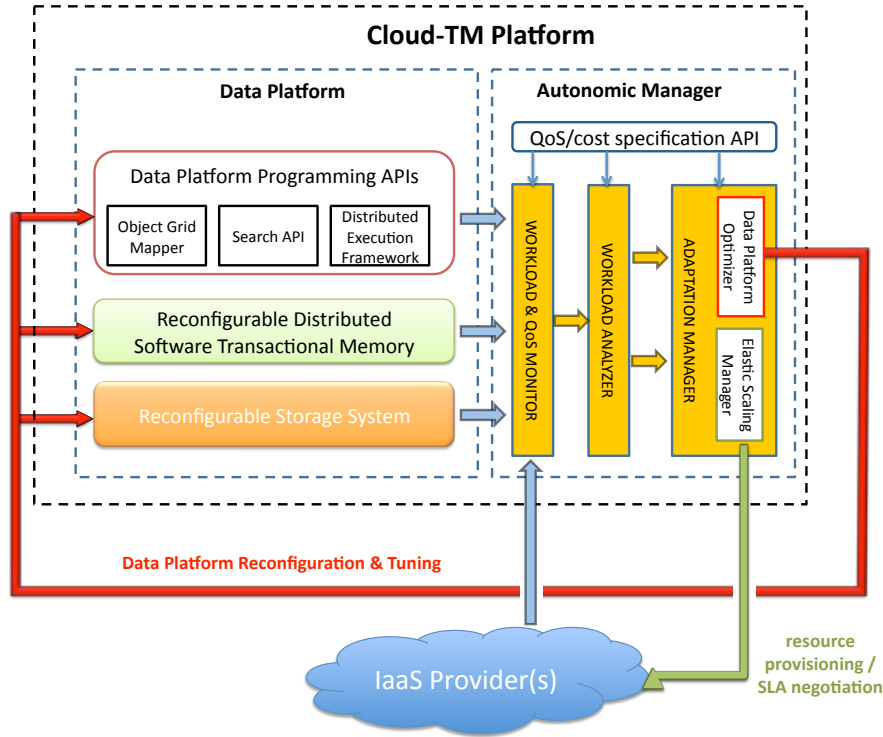 Cloud-TM Platform
Data Platform
Autonomic Manager
QoS/cost specification API
Data Platform Programming APIs
Object Grid
Mapper
Search API
Distributed
Execution
Framework
Reconfigurable Distributed
Software Transactional Memory
Reconfigurable Storage System
WORKLOAD & QoS MONITOR
WORKLOAD ANALYZER
ADAPTATION MANAGER
Data Platform
Optimizer
Elastic Scaling
Manager
Data Platform Reconfiguration & Tuning
IaaS Provider(s)
resource
provisioning /
SLA negotiation